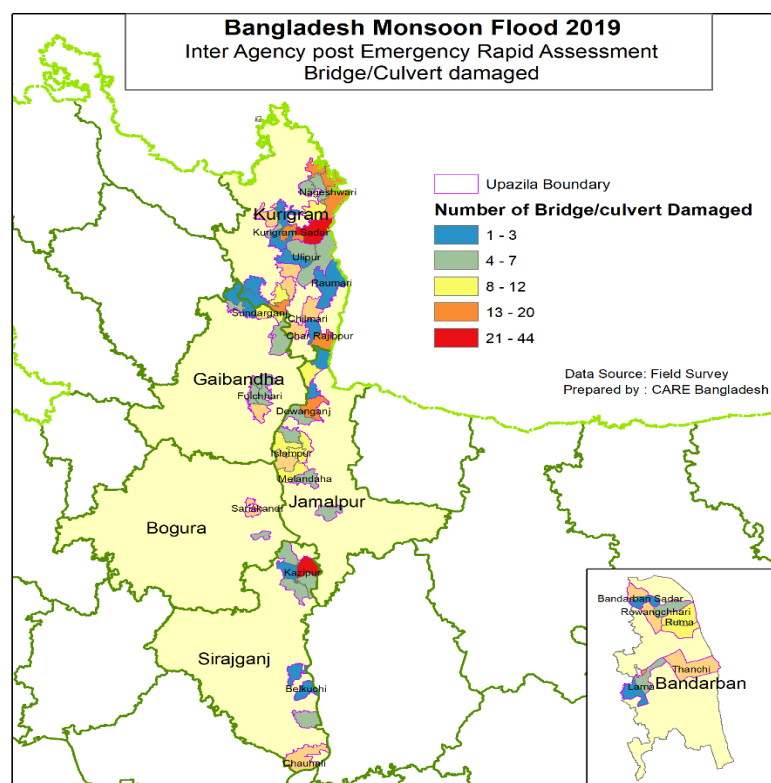 Bangladesh Monsoon Flood 2019
Inter Agency post Emergency Rapid Assessment
Bridge/Culvert damaged
Upazila Boundary
Number of Bridge/culvert Damaged
1 - 3
4 - 7
8 - 12
13 - 20
21 - 44
Data Source: Field Survey
Prepared by : CARE Bangladesh
Nageshwari
Kurigram
Kurigram Sadar
Ulipur
Raumari
Sundarganj
Chilmari
Char Rajibpur
Gaibandha
Fulchhari
Dewanganj
Islampur
Melandaha
Jamalpur
Sariakandi
Bogura
Kazipur
Sirajganj
Belkuchi
Chauhali
Bandarban Sadar
Rowangchhari
Ruma
Thanchi
Lama
Bandarban